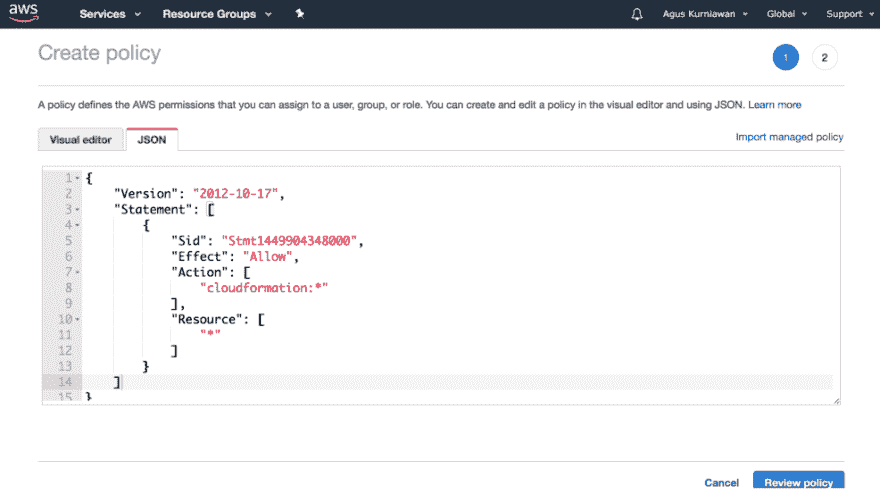 aws Services Resource Groups Agus Kurniawan Global Support
Create policy
1 2
A policy defines the AWS permissions that you can assign to a user, group, or role. You can create and edit a policy in the visual editor and using JSON. Learn more
Visual editor JSON Import managed policy
1 {
2 "Version": "2012-10-17",
3 "Statement": [
4 {
5 "Sid": "Stmt1449904348000",
6 "Effect": "Allow",
7 "Action": [
8 "cloudformation:*"
9 ],
10 "Resource": [
11 "*"
12 ]
13 }
14 ]
15 }
Cancel Review policy